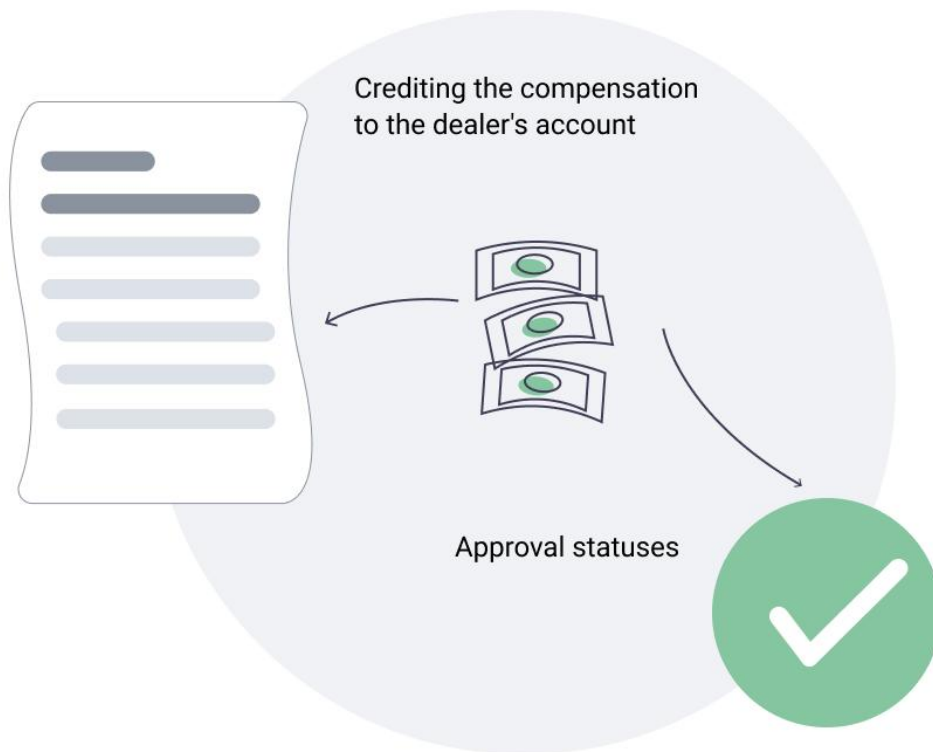 Crediting the compensation
to the dealer's account
Approval statuses